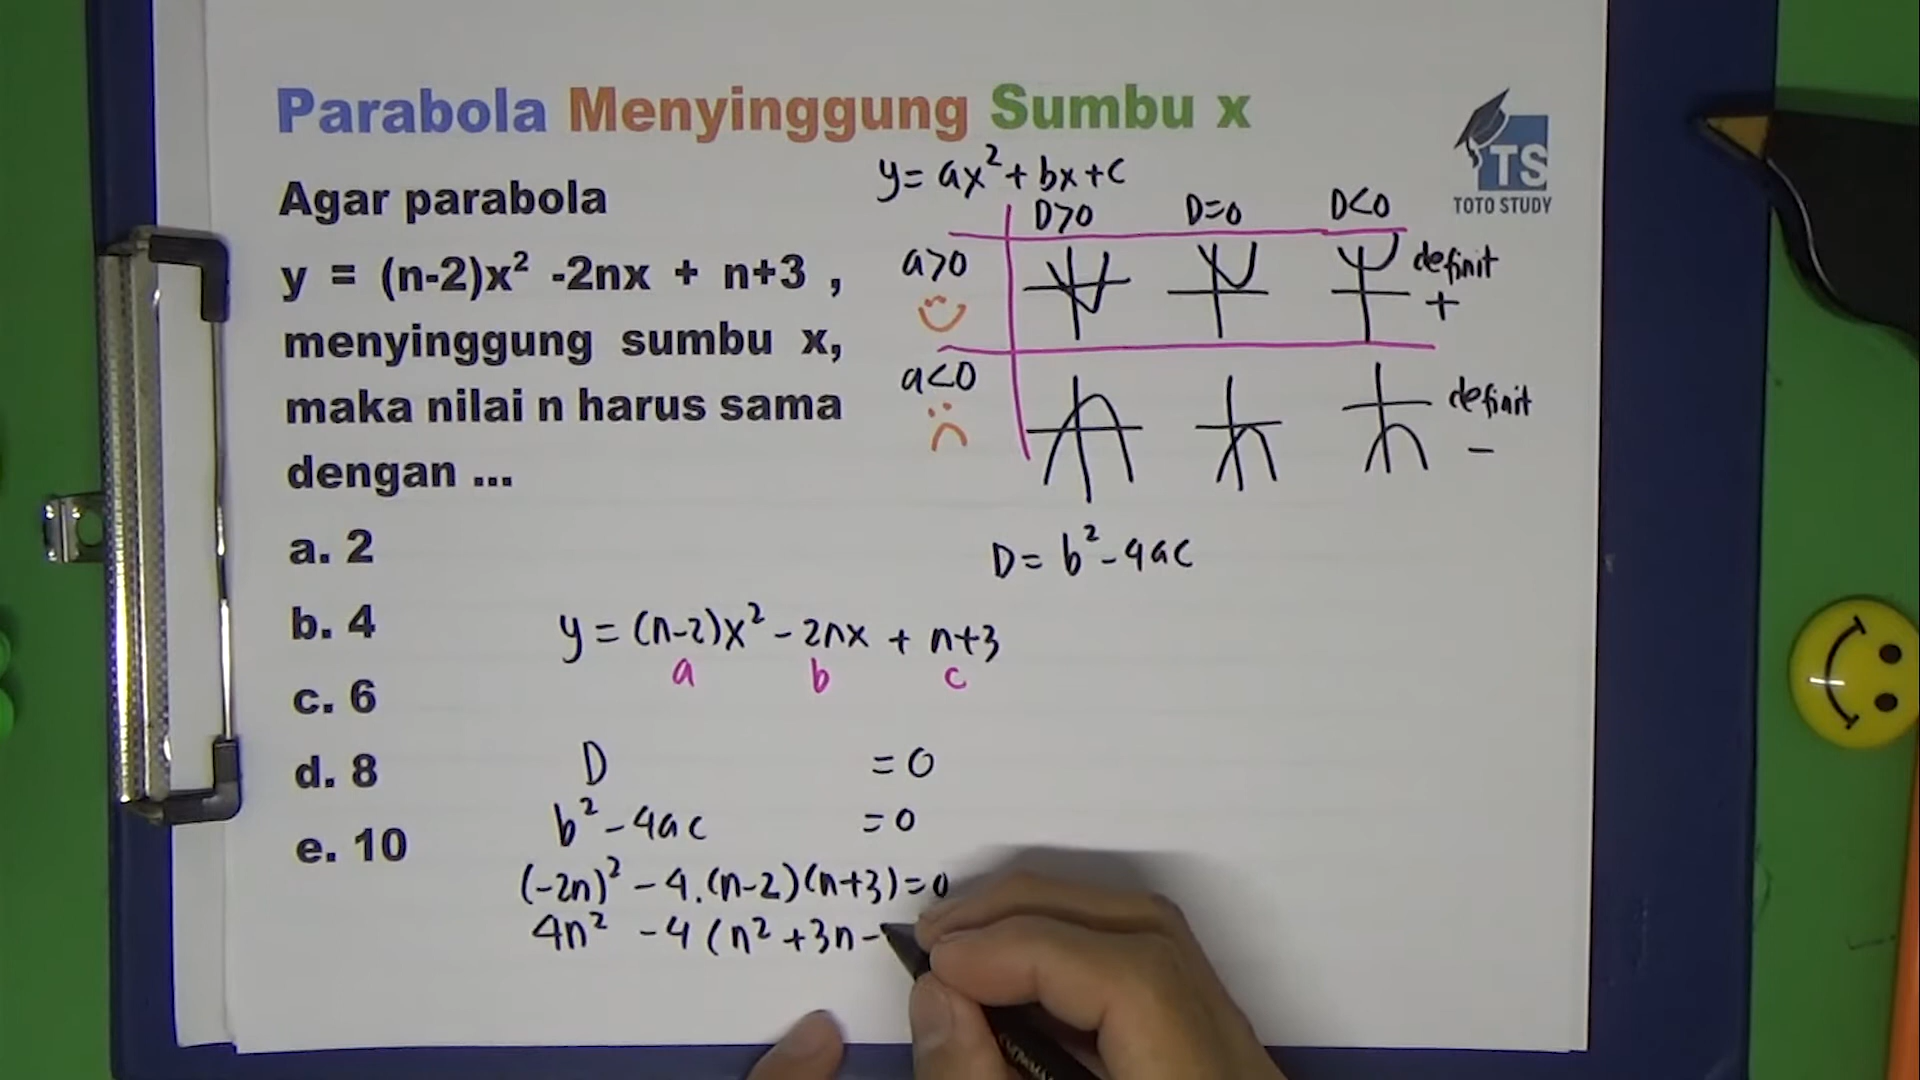 Parabola Menyinggung Sumbu x
TS
TOTO STUDY
Agar parabola
y = (n-2)x² -2nx + n+3 ,
menyinggung sumbu x,
maka nilai n harus sama
dengan ...
a. 2
b. 4
c. 6
d. 8
e. 10
y = ax² + bx + c
D>0 D=0 D<0
a>0 definit +
a<0 definit -
D = b² - 4ac
y = (n-2)x² - 2nx + n+3
a b c
D = 0
b² - 4ac = 0
(-2n)² - 4.(n-2)(n+3) = 0
4n² - 4 (n² + 3n -